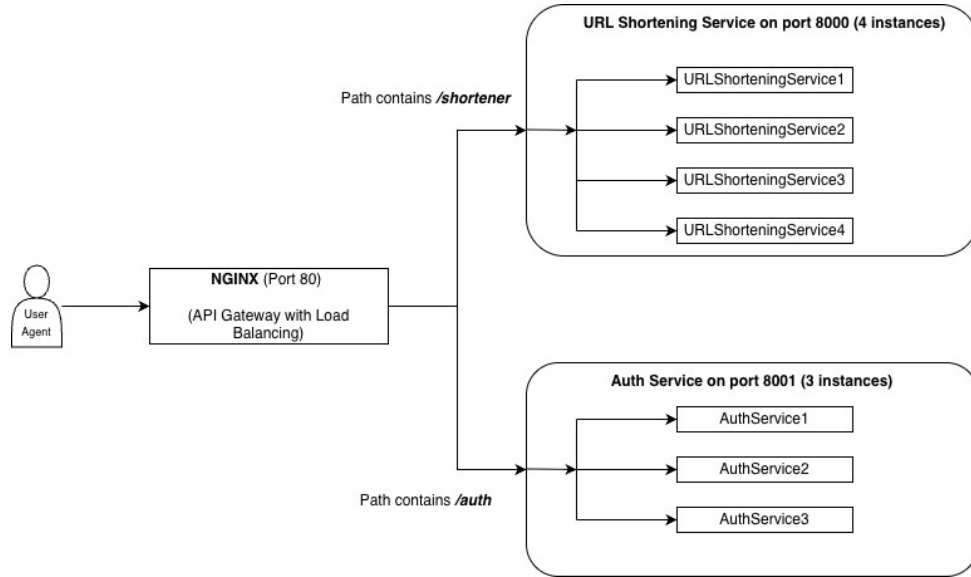 URL Shortening Service on port 8000 (4 instances)
URLShorteningService1
Path contains /shortener
URLShorteningService2
URLShorteningService3
URLShorteningService4
NGINX (Port 80)
(API Gateway with Load
Balancing)
User
Agent
Auth Service on port 8001 (3 instances)
AuthService1
AuthService2
Path contains /auth
AuthService3